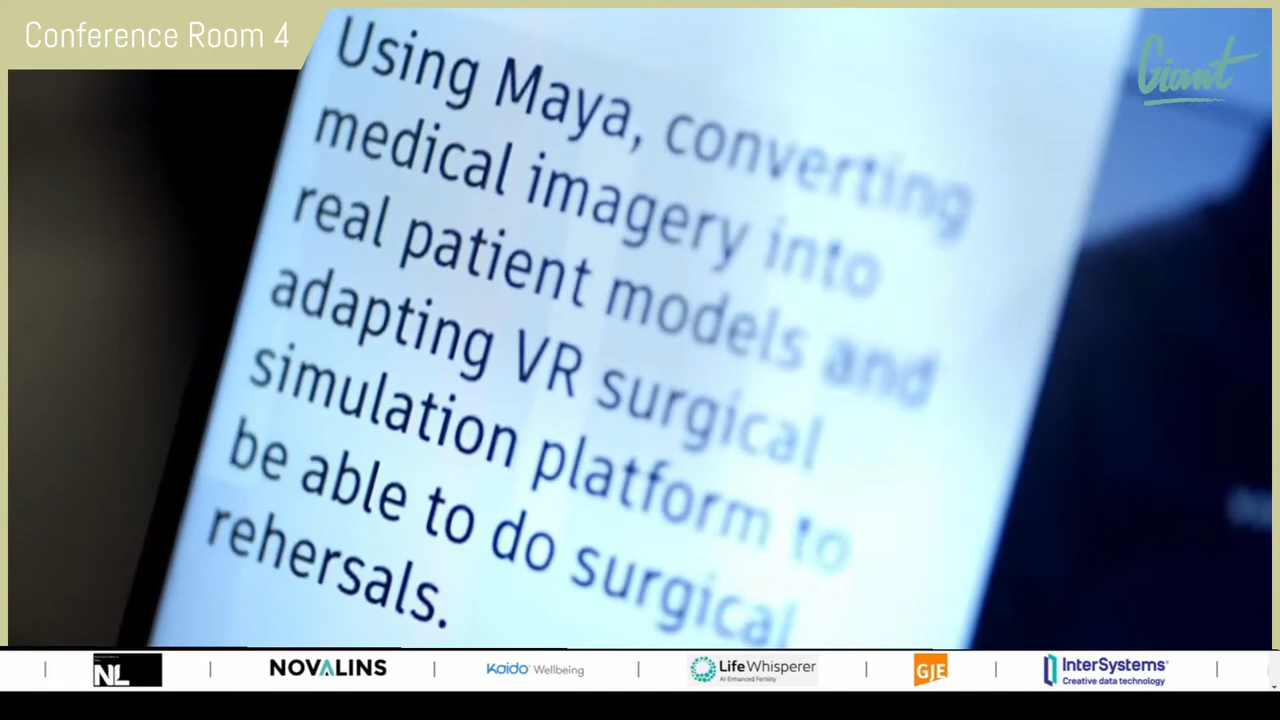 Conference Room 4
Giant
Using Maya, converting
medical imagery into
real patient models and
adapting VR surgical
simulation platform to
be able to do surgical
rehersals.
NL
NOVALINS
Kaido Wellbeing
Life Whisperer
AI Enhanced Fertility
GJE
InterSystems
Creative data technology